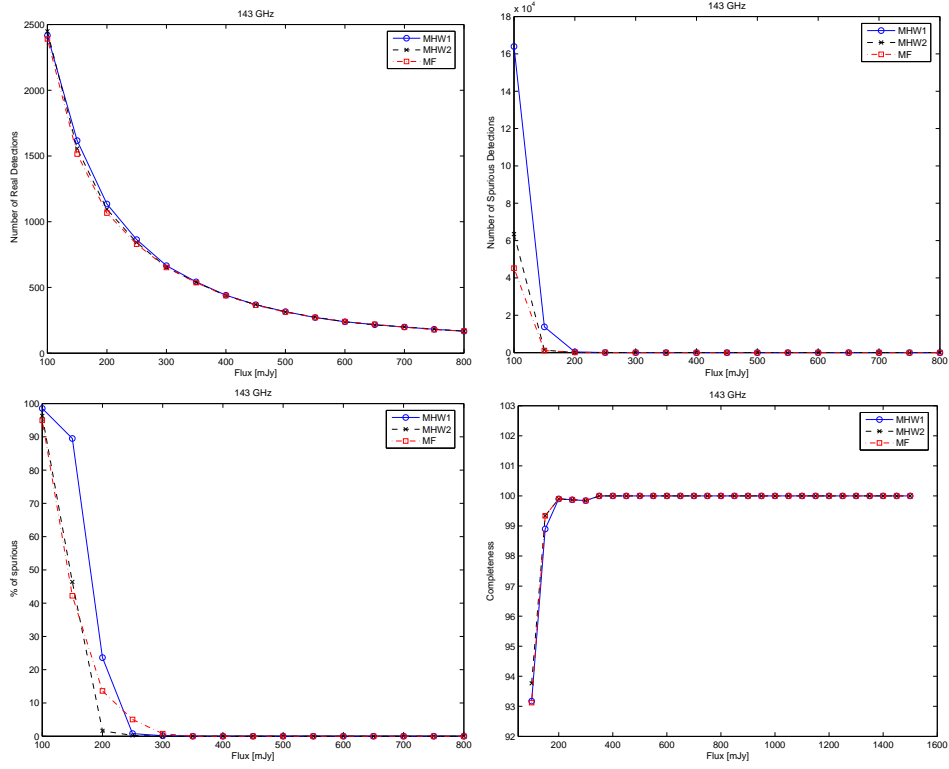 143 GHz
Number of Real Detections
2500
2000
1500
1000
500
0
100 200 300 400 500 600 700 800
Flux [mJy]
MHW1
MHW2
MF
143 GHz
x 10^4
Number of Spurious Detections
18
16
14
12
10
8
6
4
2
0
100 200 300 400 500 600 700 800
Flux [mJy]
MHW1
MHW2
MF
143 GHz
% of spurious
100
90
80
70
60
50
40
30
20
10
0
100 200 300 400 500 600 700 800
Flux [mJy]
MHW1
MHW2
MF
143 GHz
Completeness
103
102
101
100
99
98
97
96
95
94
93
92
200 400 600 800 1000 1200 1400 1600
Flux [mJy]
MHW1
MHW2
MF